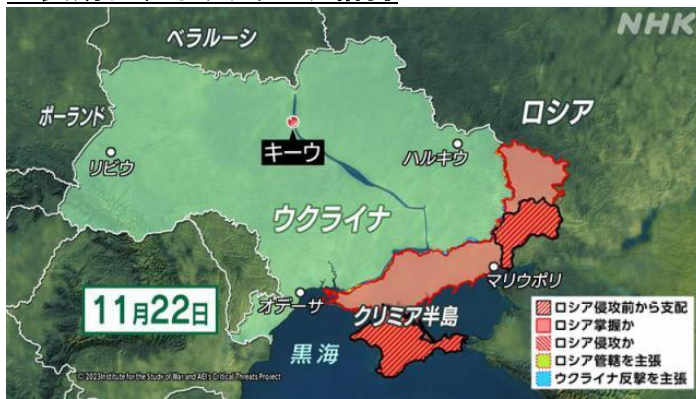 NHK
ベラルーシ
ポーランド
ロシア
キーウ
リビウ
ハルキウ
ウクライナ
マリウポリ
11月22日
オデーサ
クリミア半島
黒海
ロシア侵攻前から支配
ロシア掌握か
ロシア侵攻か
ロシア管轄を主張
ウクライナ反撃を主張
© 2023Institute for the Study of War and AEI's Critical Threats Project